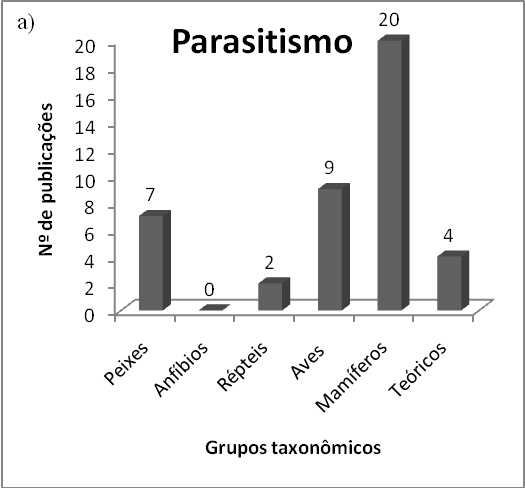 a)
Parasitismo
Nº de publicações
20
18
16
14
12
10
8
6
4
2
0
7
0
2
9
20
4
Peixes
Anfíbios
Répteis
Aves
Mamíferos
Teóricos
Grupos taxonômicos